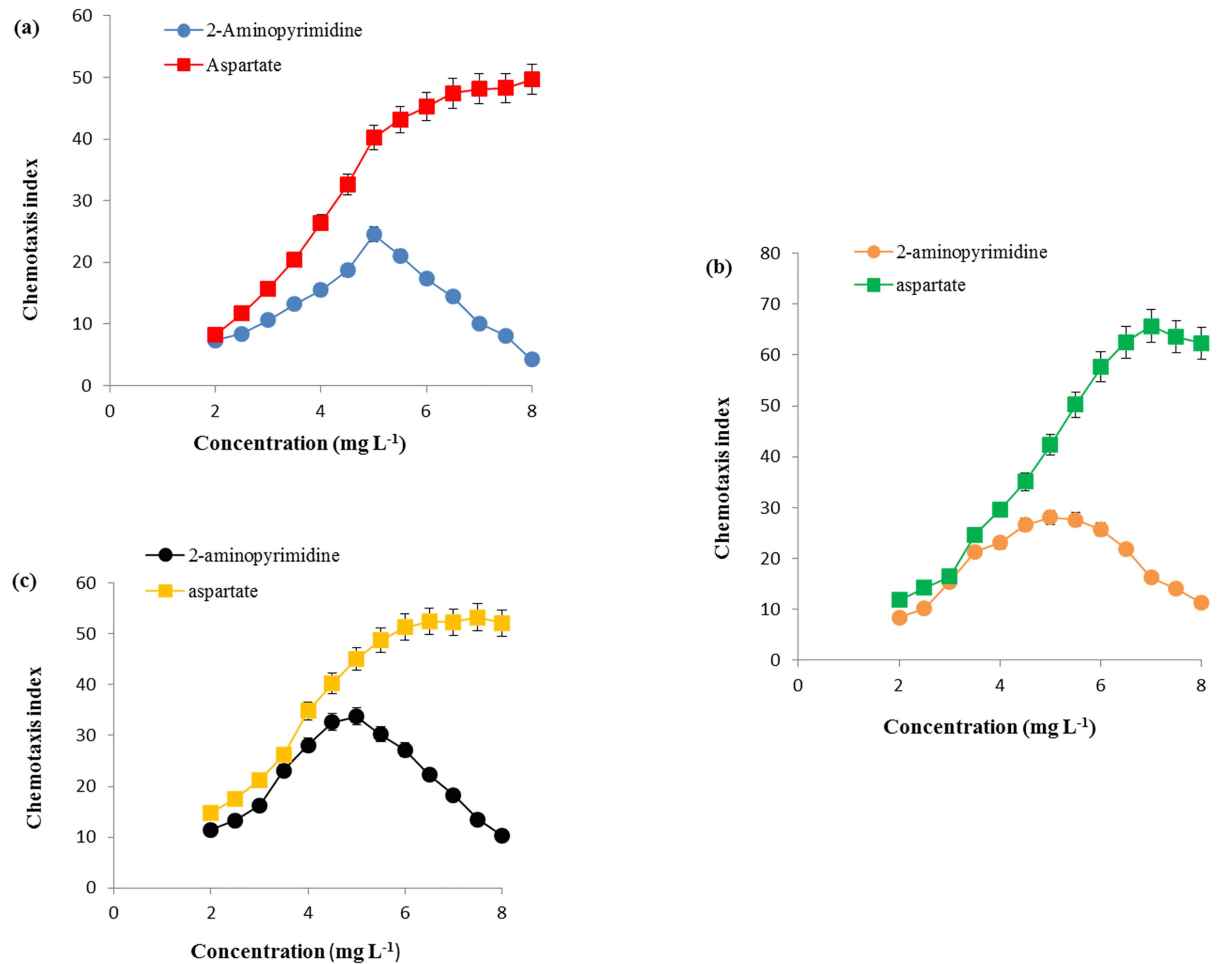 (a)
2-Aminopyrimidine
Aspartate
Chemotaxis index
60
50
40
30
20
10
0
0 2 4 6 8
Concentration (mg L-1)
(b)
2-aminopyrimidine
aspartate
Chemotaxis index
80
70
60
50
40
30
20
10
0
0 2 4 6 8
Concentration (mg L-1)
(c)
2-aminopyrimidine
aspartate
Chemotaxis index
60
50
40
30
20
10
0
0 2 4 6 8
Concentration (mg L-1)